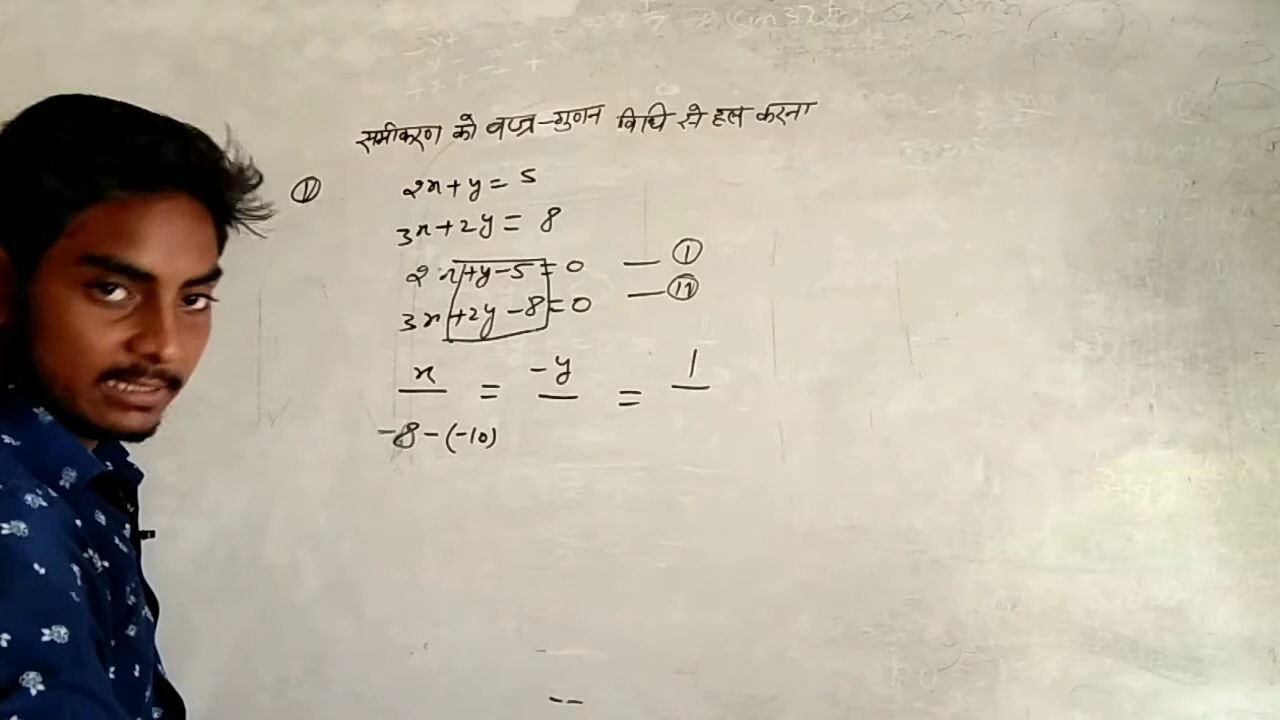 समीकरण को वज्र-गुणन विधि से हल करना
① 2x+y= 5
3x+2y= 8
2x+y-5=0 — ①
3x+2y-8=0 — ⑪
x = -y = 1
-8-(-10)